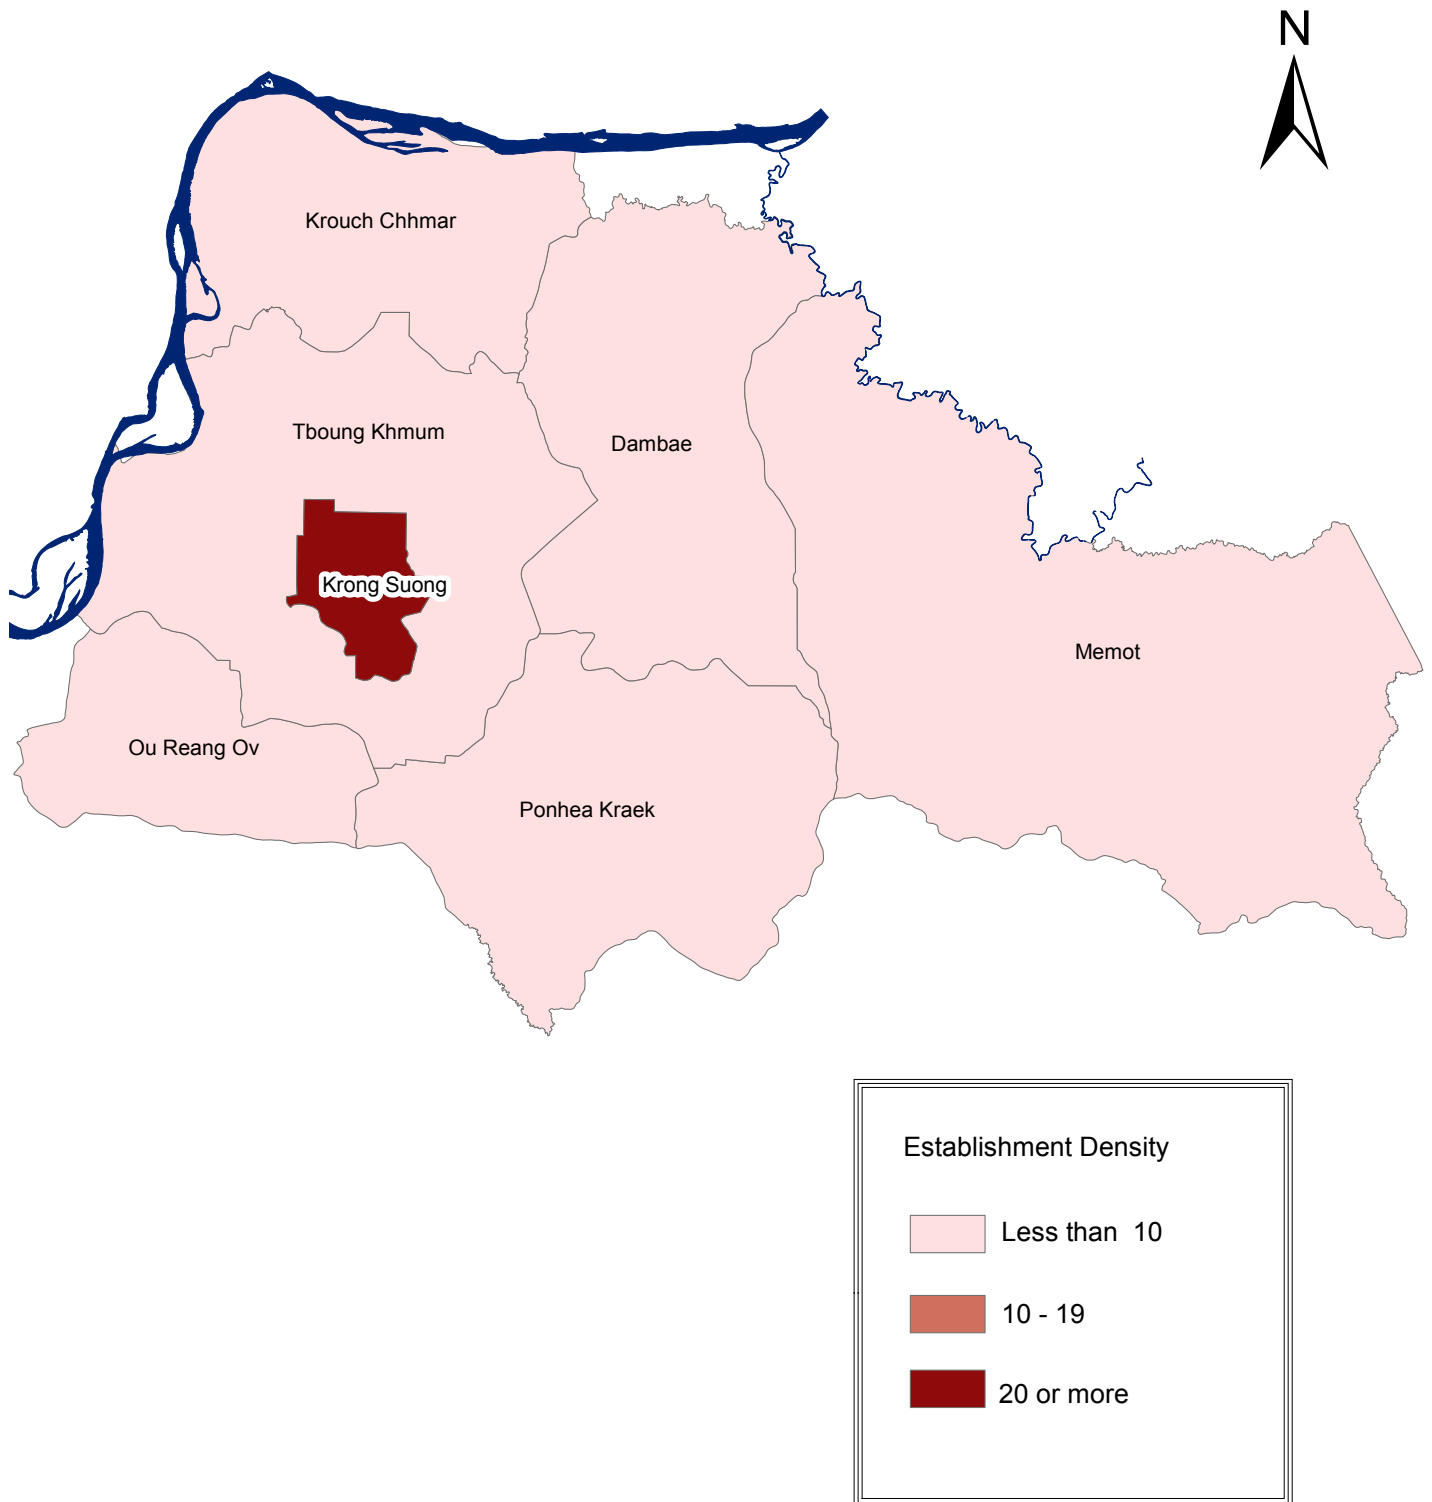 N
Krouch Chhmar
Tboung Khmum
Dambae
Krong Suong
Memot
Ou Reang Ov
Ponhea Kraek
Establishment Density
Less than 10
10 - 19
20 or more